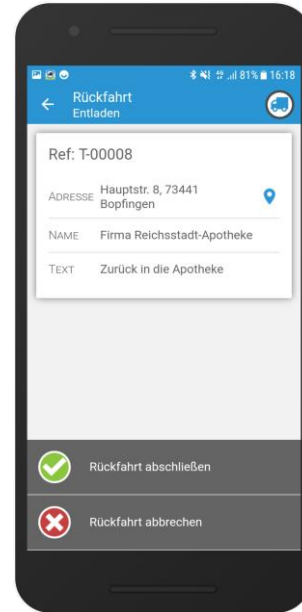 81% 16:18
Rückfahrt
Entladen
Ref: T-00008
ADRESSE Hauptstr. 8, 73441
Bopfingen
NAME Firma Reichsstadt-Apotheke
TEXT Zurück in die Apotheke
Rückfahrt abschließen
Rückfahrt abbrechen